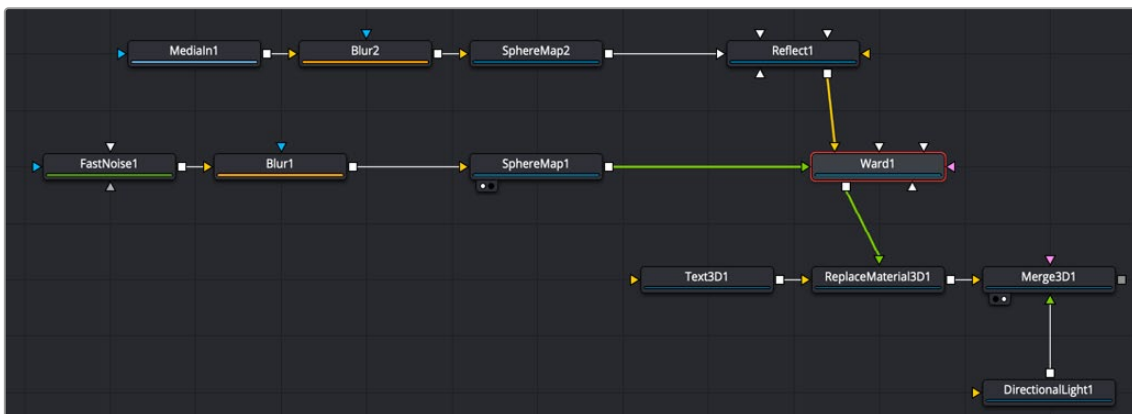 MediaIn1
Blur2
SphereMap2
Reflect1
FastNoise1
Blur1
SphereMap1
Ward1
Text3D1
ReplaceMaterial3D1
Merge3D1
DirectionalLight1